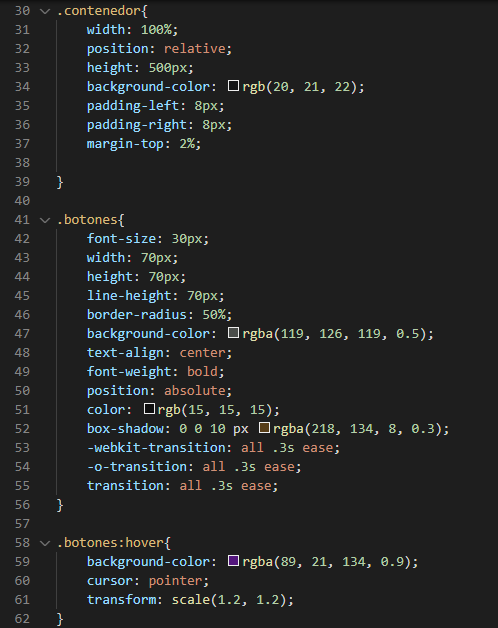 30 .contenedor{
31 width: 100%;
32 position: relative;
33 height: 500px;
34 background-color: rgb(20, 21, 22);
35 padding-left: 8px;
36 padding-right: 8px;
37 margin-top: 2%;
38
39 }
40
41 .botones{
42 font-size: 30px;
43 width: 70px;
44 height: 70px;
45 line-height: 70px;
46 border-radius: 50%;
47 background-color: rgba(119, 126, 119, 0.5);
48 text-align: center;
49 font-weight: bold;
50 position: absolute;
51 color: rgb(15, 15, 15);
52 box-shadow: 0 0 10 px rgba(218, 134, 8, 0.3);
53 -webkit-transition: all .3s ease;
54 -o-transition: all .3s ease;
55 transition: all .3s ease;
56 }
57
58 .botones:hover{
59 background-color: rgba(89, 21, 134, 0.9);
60 cursor: pointer;
61 transform: scale(1.2, 1.2);
62 }